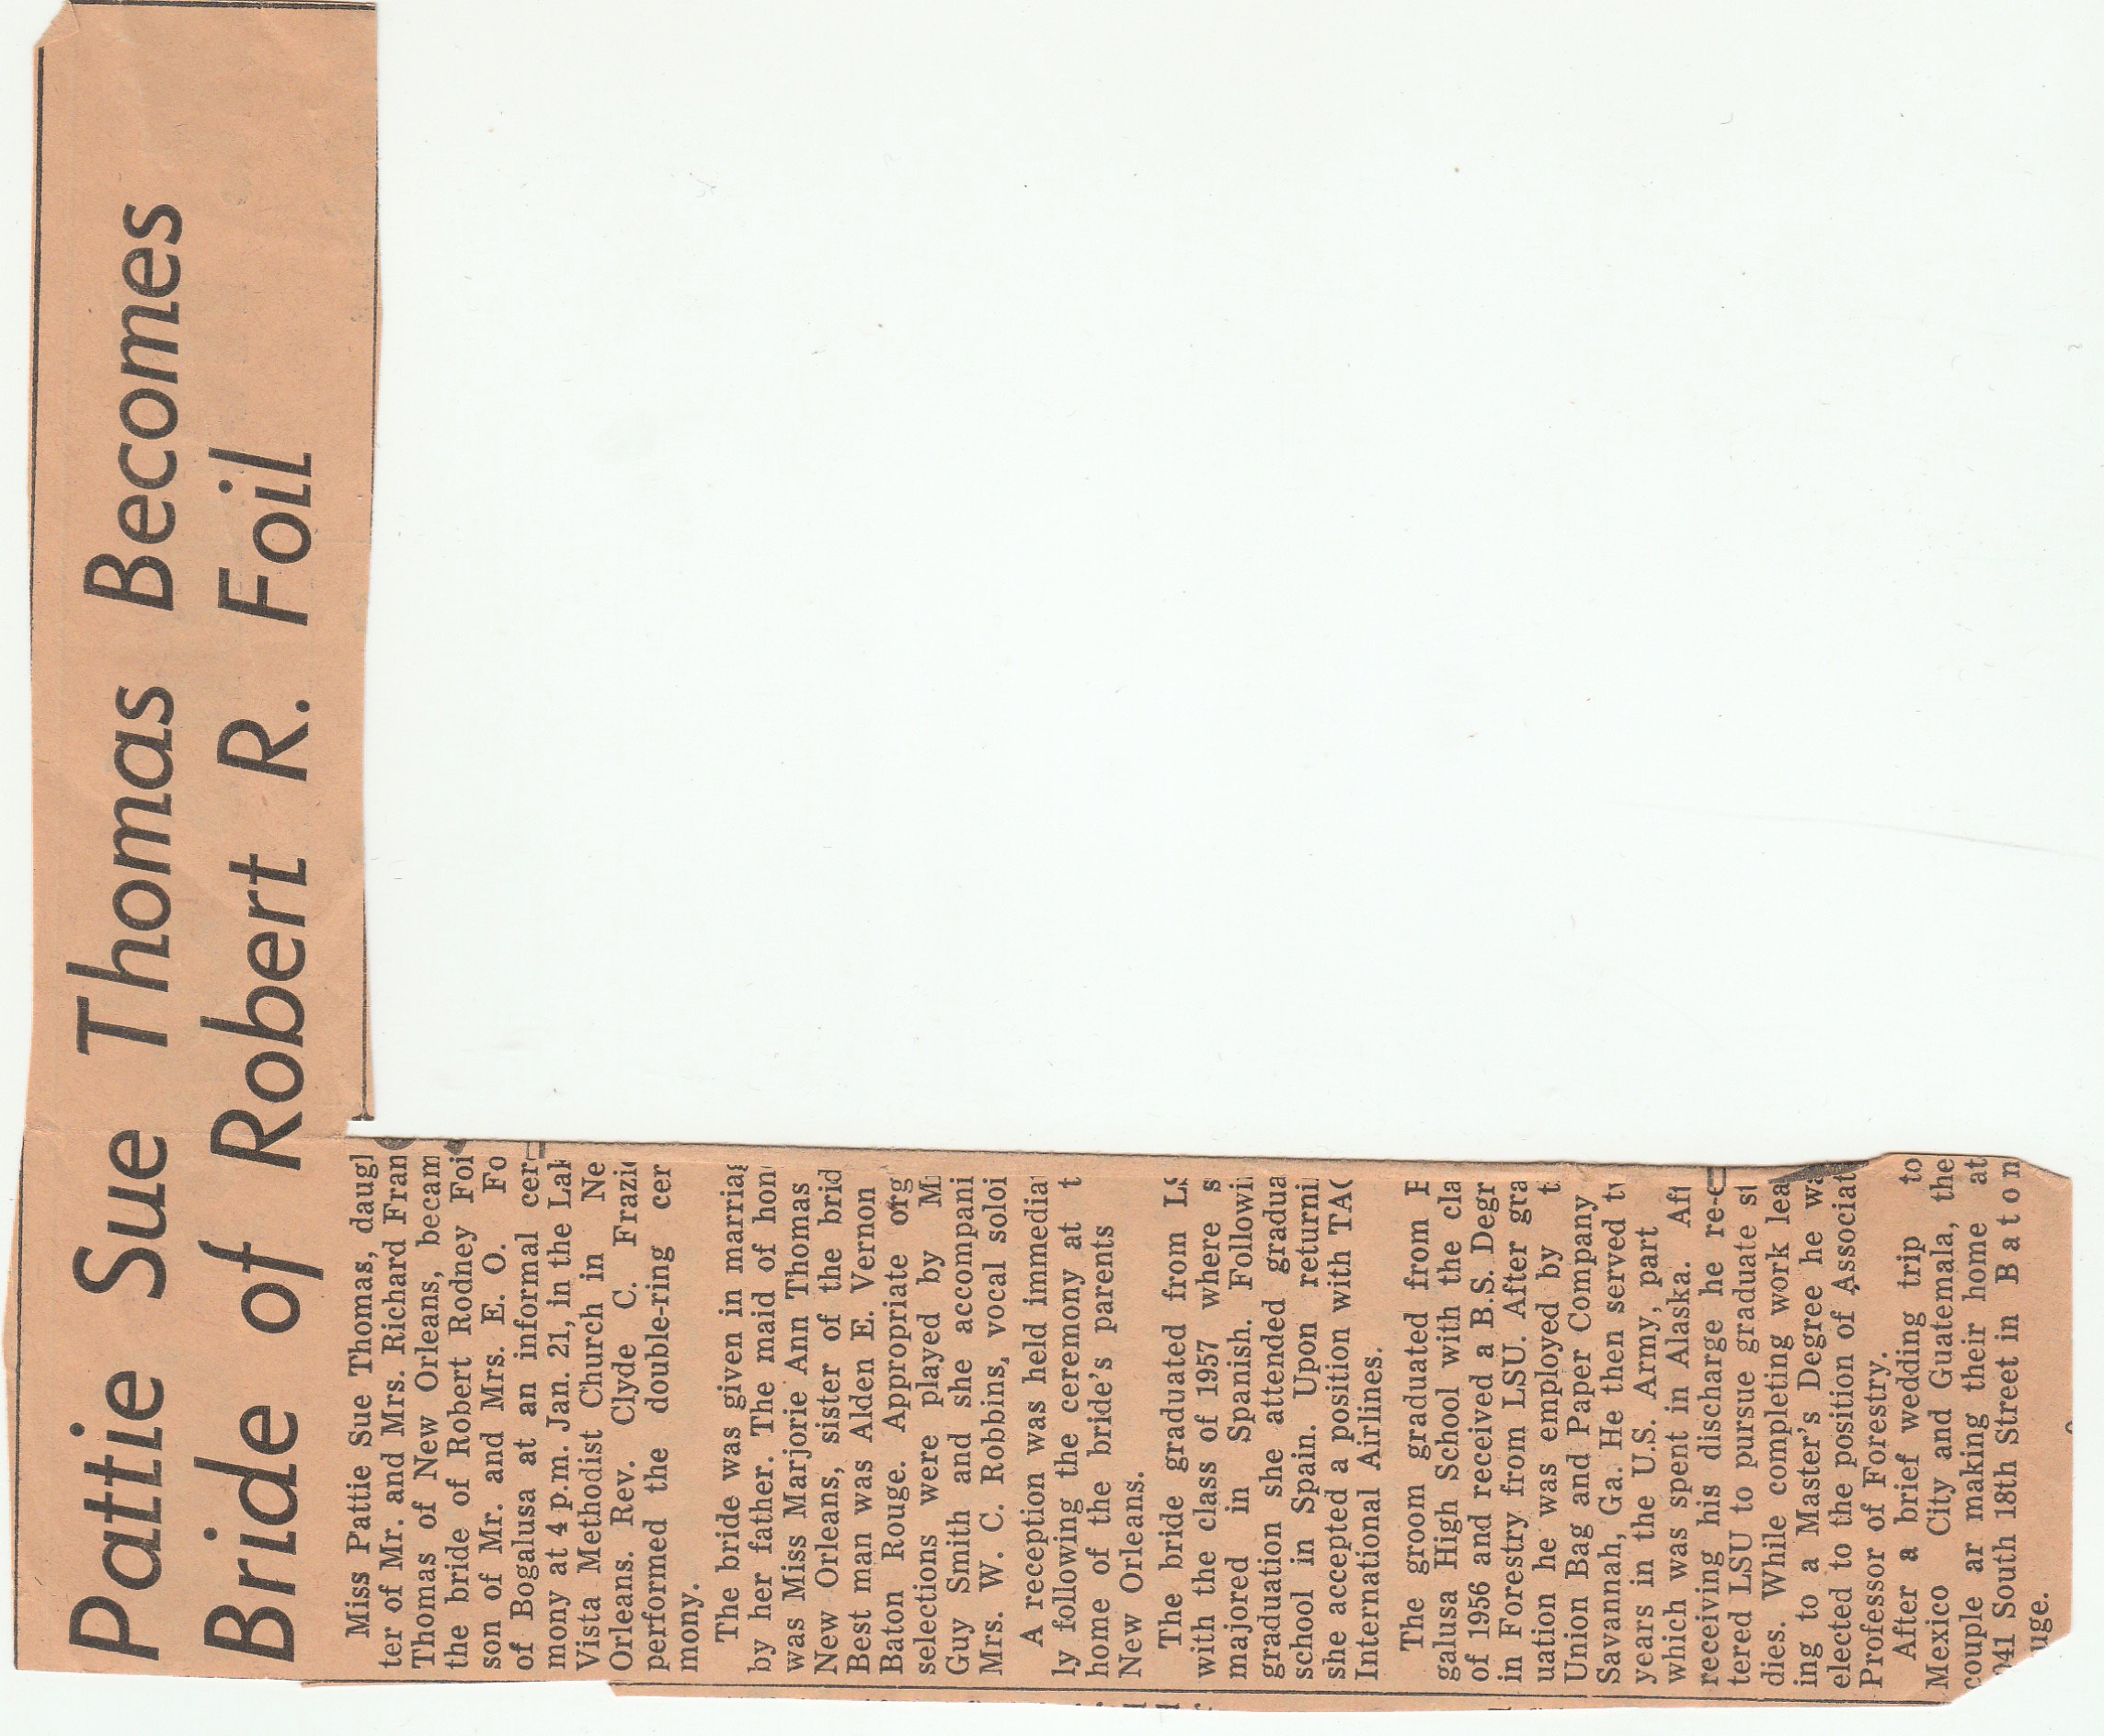 Pattie Sue Thomas Becomes
Bride of Robert R. Foil
Miss Pattie Sue Thomas, daugh
ter of Mr. and Mrs. Richard Fran
Thomas of New Orleans, becam
the bride of Robert Rodney Foi
son of Mr. and Mrs. E. O. Fo
of Bogalusa at an informal cere
mony at 4 p.m. Jan. 21, in the Lak
Vista Methodist Church in Ne
Orleans. Rev. Clyde C. Frazie
performed the double-ring cer
mony.
The bride was given in marriag
by her father. The maid of hon
was Miss Marjorie Ann Thomas
New Orleans, sister of the brid
Best man was Alden E. Vernon
Baton Rouge. Appropriate org
selections were played by M
Guy Smith and she accompani
Mrs. W. C. Robbins, vocal soloi
A reception was held immediat
ly following the ceremony at t
home of the bride's parents
New Orleans.
The bride graduated from LS
with the class of 1957 where s
majored in Spanish. Followi
graduation she attended gradua
school in Spain. Upon returni
she accepted a position with TAC
International Airlines.
The groom graduated from B
galusa High School with the cla
of 1956 and received a B.S. Degr
in Forestry from LSU. After gra
uation he was employed by t
Union Bag and Paper Company
Savannah, Ga. He then served tw
years in the U.S. Army, part
which was spent in Alaska. Aft
receiving his discharge he re-e
tered LSU to pursue graduate st
dies. While completing work lea
ing to a Master's Degree he wa
elected to the position of Associat
Professor of Forestry.
After a brief wedding trip to
Mexico City and Guatemala, the
couple ar making their home at
041 South 18th Street in Baton
uge.